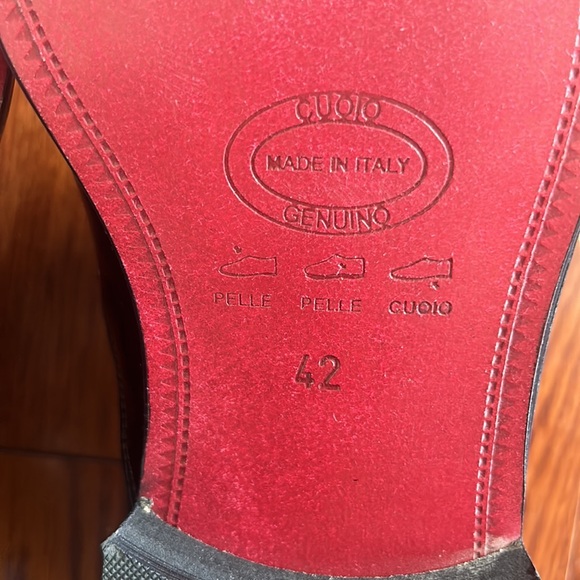 CUOIO
MADE IN ITALY
GENUINO
PELLE PELLE CUOIO
42